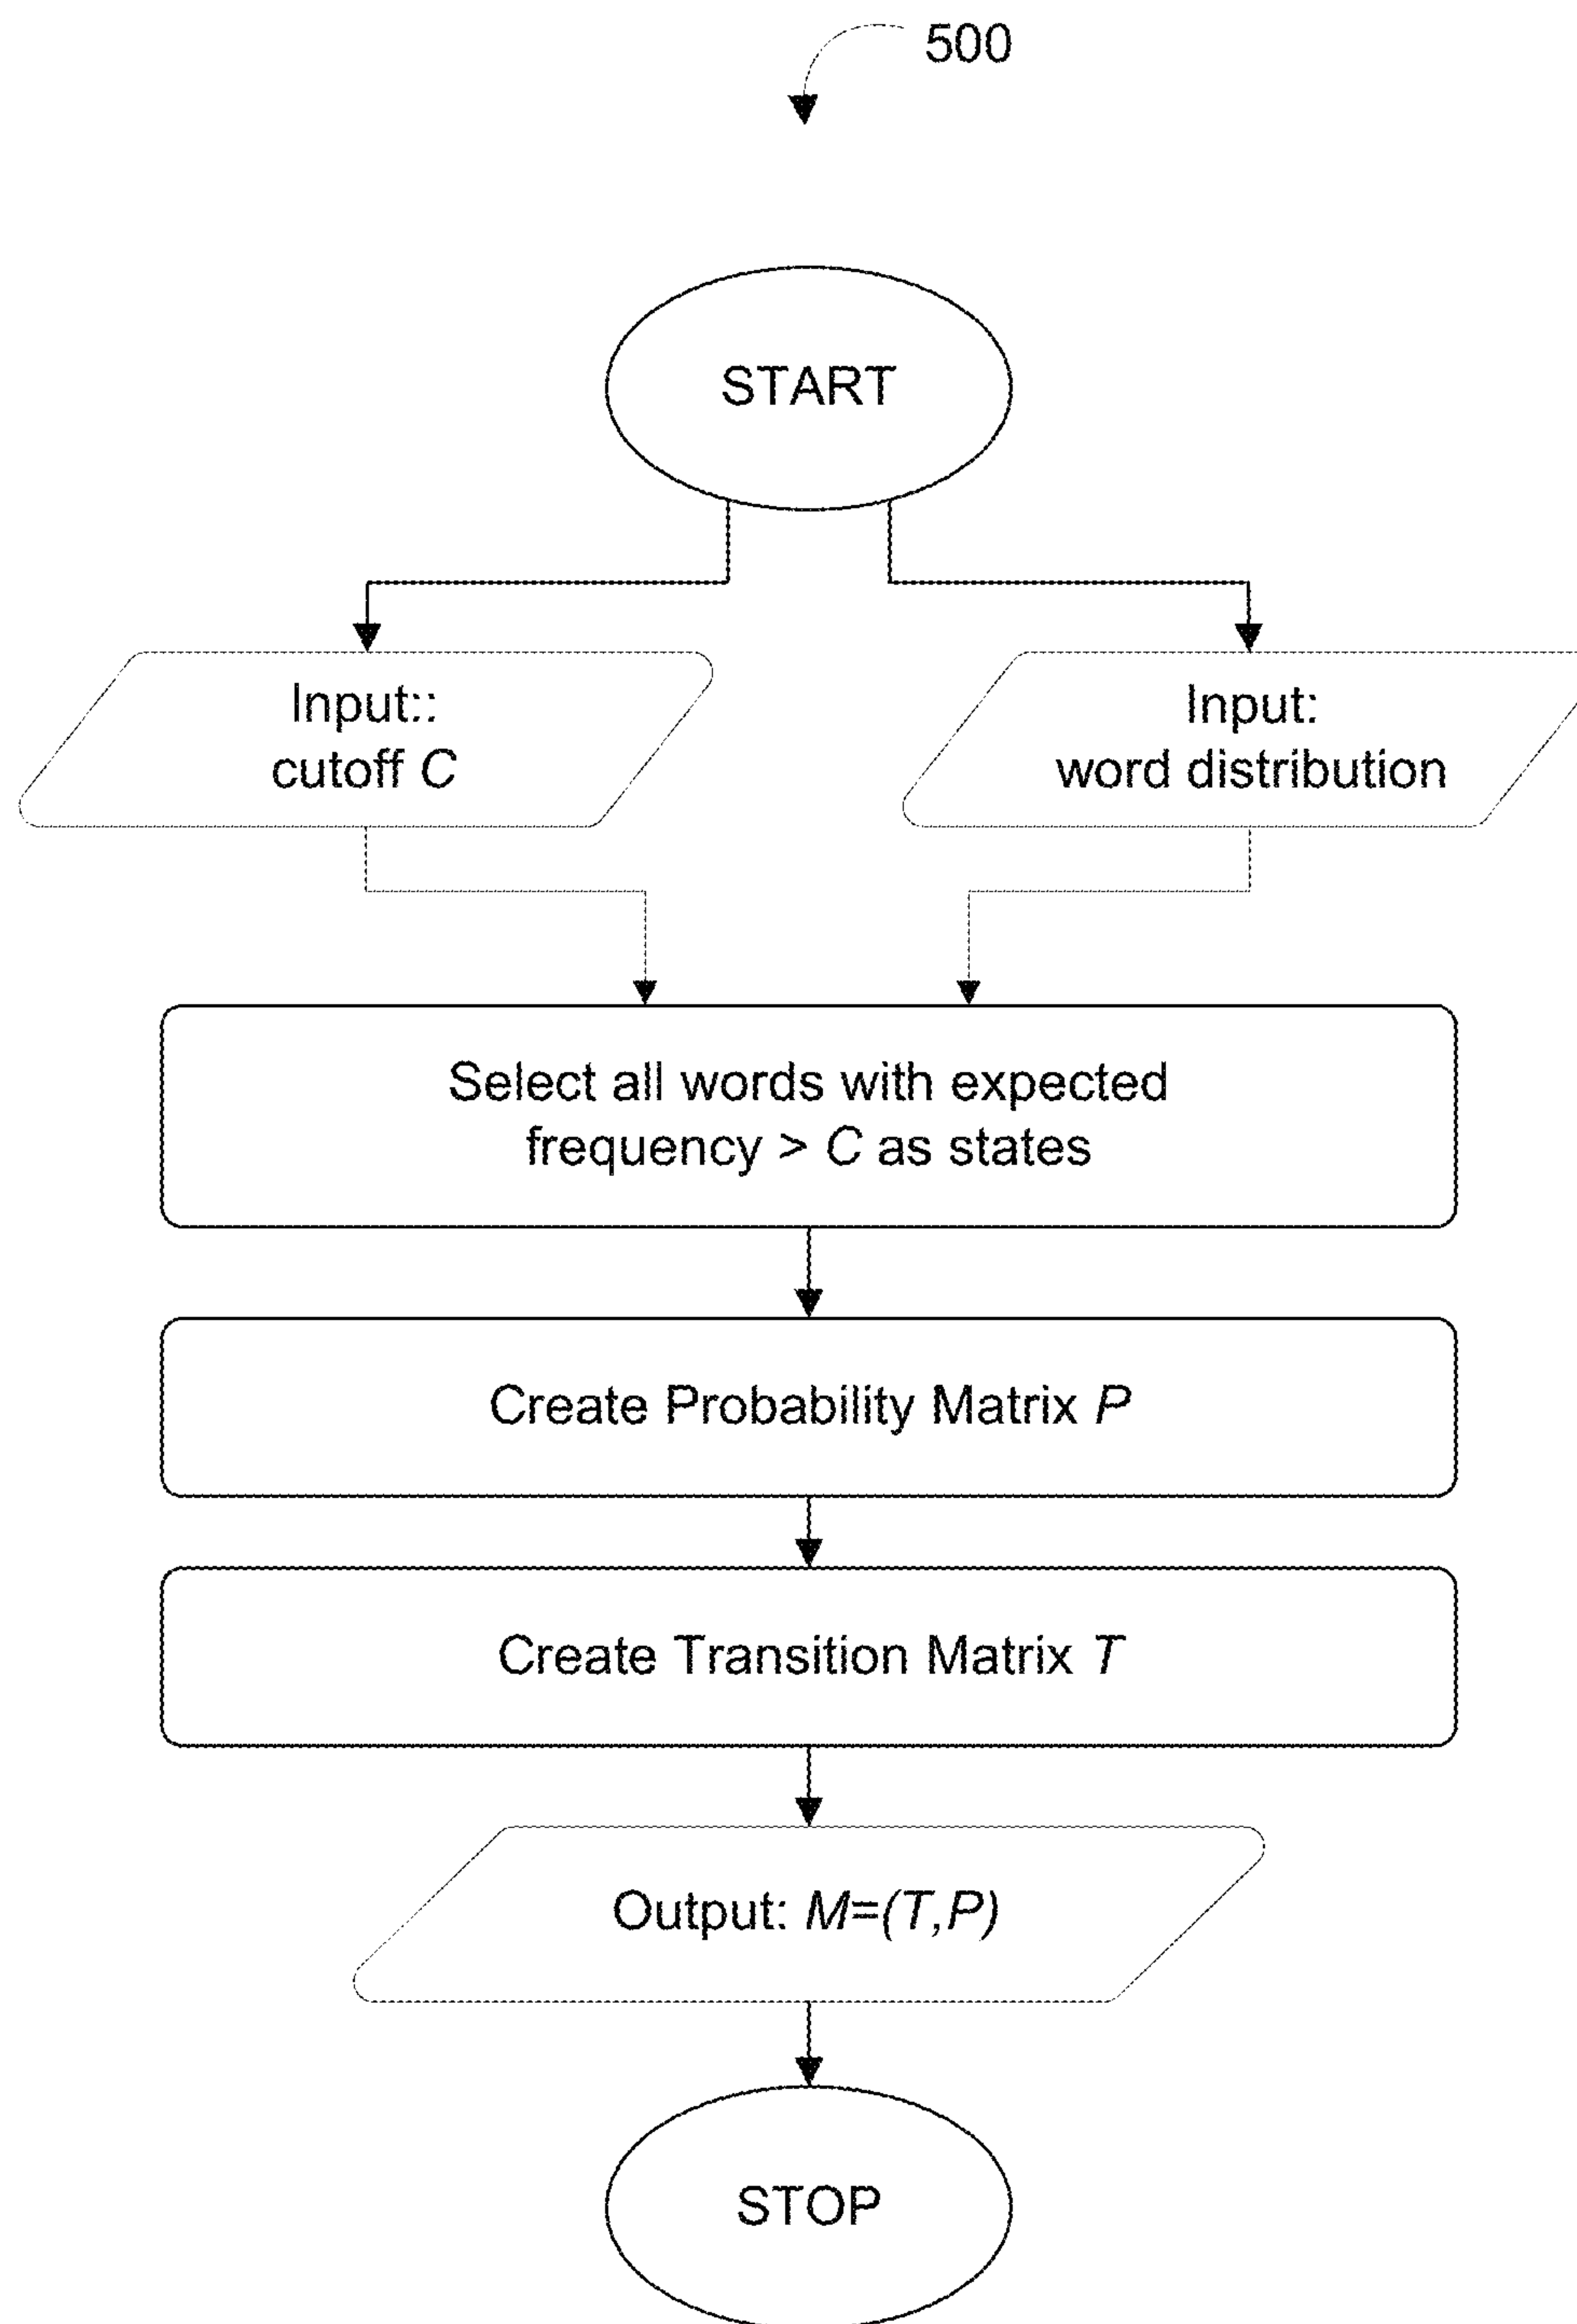 500
START
Input::
cutoff C
Input:
word distribution
Select all words with expected
frequency > C as states
Create Probability Matrix P
Create Transition Matrix T
Output: M=(T,P)
STOP